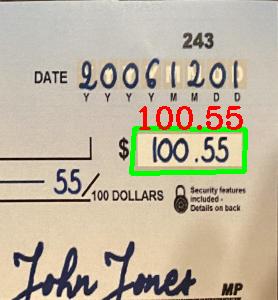 243
DATE 20061201
Y Y Y Y M M D D
100.55
$ 100.55
55/100 DOLLARS
Security features
included -
Details on back
John Jones MP